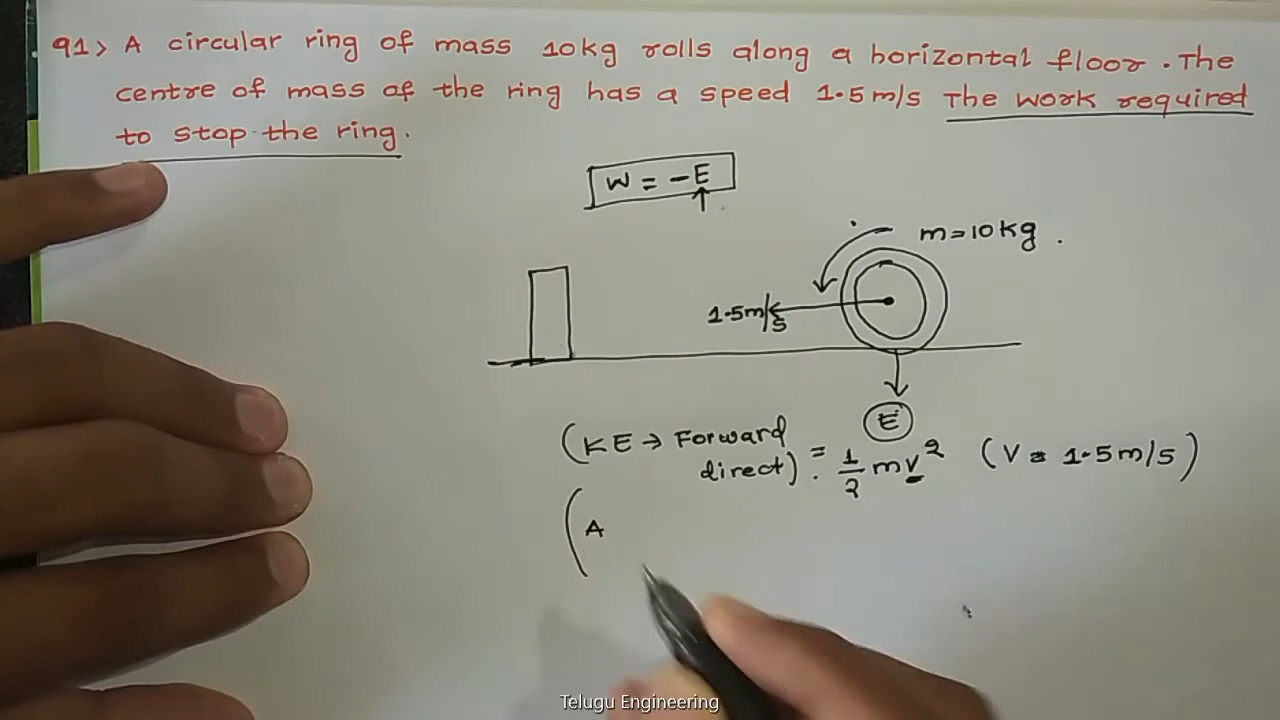 Q1> A circular ring of mass 10kg rolls along a horizontal floor. The
centre of mass of the ring has a speed 1.5m/s The work required
to stop the ring.
W = -E
m=10kg.
1.5m/s
E
(KE → Forward
direct) = 1/2 mv² (V = 1.5m/s)
(A
Telugu Engineering